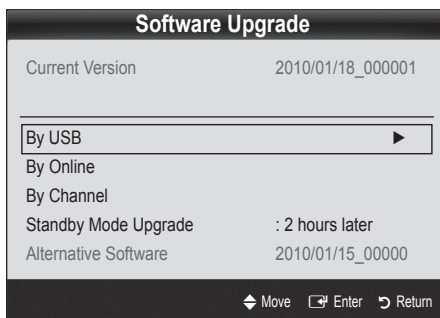 Software Upgrade
Current Version 2010/01/18_000001
By USB ►
By Online
By Channel
Standby Mode Upgrade : 2 hours later
Alternative Software 2010/01/15_00000
Move Enter Return